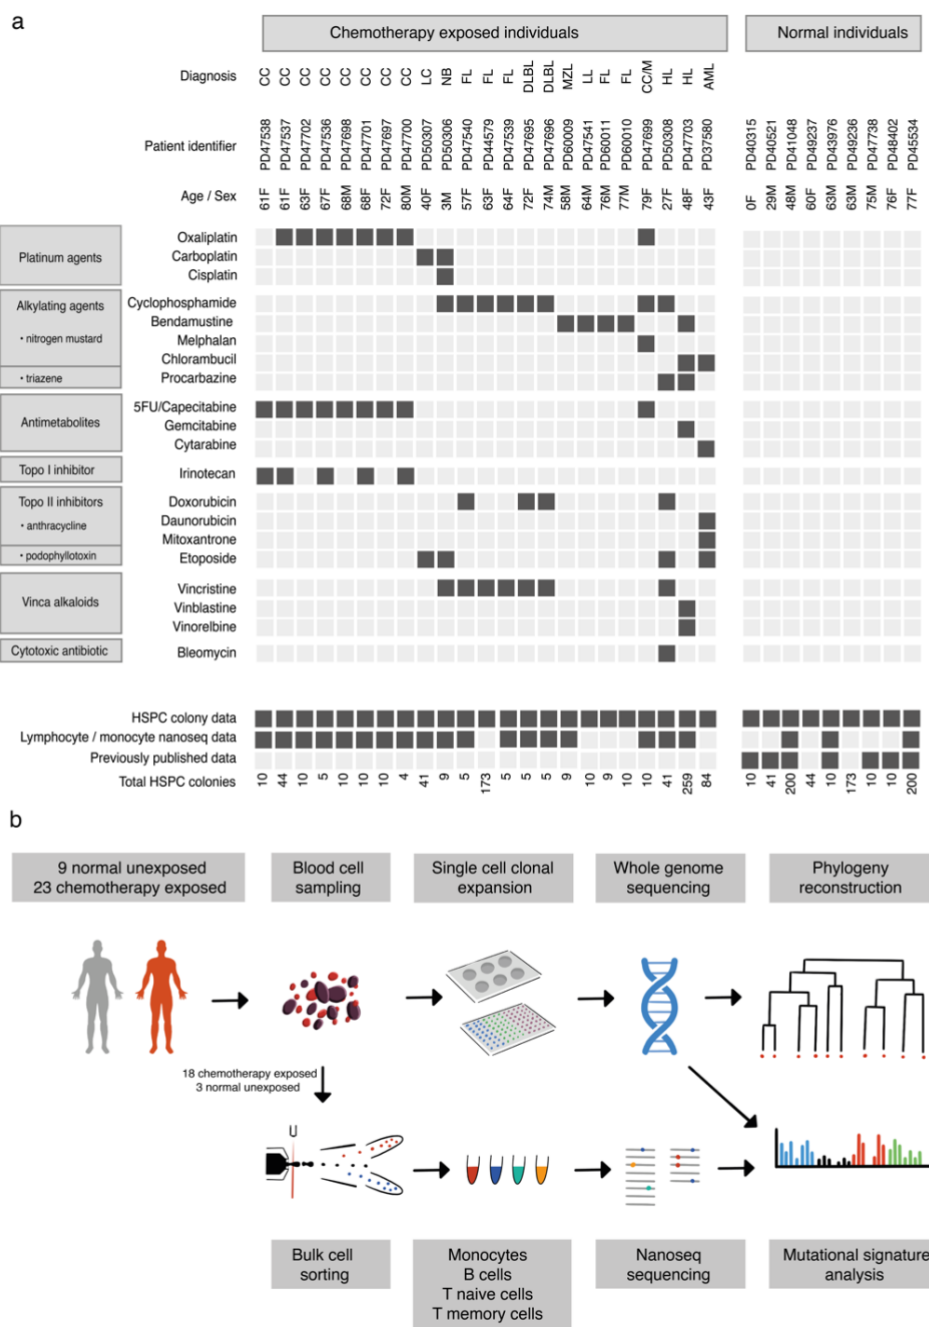 a
Chemotherapy exposed individuals
Normal individuals
Diagnosis CC CC CC CC CC CC CC CC LC NB FL FL FL DLBL DLBL MZL LL FL FL CC/M HL HL AML
Patient identifier PD47538 PD47537 PD47702 PD47536 PD47698 PD47701 PD47697 PD47700 PD50307 PD50306 PD47540 PD44579 PD47539 PD47695 PD47696 PD60009 PD47541 PD60011 PD60010 PD47699 PD50308 PD47703 PD37580 PD40315 PD40521 PD41048 PD49237 PD43976 PD49236 PD47738 PD48402 PD45534
Age / Sex 61F 61F 63F 67F 68M 68F 72F 80M 40F 3M 57F 63F 64F 72F 74M 58M 64M 76M 77M 79F 27F 48F 43F 0F 29M 48M 60F 63M 63M 75M 76F 77F
Platinum agents
Oxaliplatin
Carboplatin
Cisplatin
Alkylating agents
• nitrogen mustard
• triazene
Cyclophosphamide
Bendamustine
Melphalan
Chlorambucil
Procarbazine
Antimetabolites
5FU/Capecitabine
Gemcitabine
Cytarabine
Topo I inhibitor
Irinotecan
Topo II inhibitors
• anthracycline
• podophyllotoxin
Doxorubicin
Daunorubicin
Mitoxantrone
Etoposide
Vinca alkaloids
Vincristine
Vinblastine
Vinorelbine
Cytotoxic antibiotic
Bleomycin
HSPC colony data
Lymphocyte / monocyte nanoseq data
Previously published data
Total HSPC colonies 10 44 10 5 10 10 10 4 41 9 5 173 5 5 5 9 10 9 10 10 41 259 84 10 41 200 44 10 173 10 10 200
b
9 normal unexposed
23 chemotherapy exposed
Blood cell
sampling
Single cell clonal
expansion
Whole genome
sequencing
Phylogeny
reconstruction
18 chemotherapy exposed
3 normal unexposed
Bulk cell
sorting
Monocytes
B cells
T naive cells
T memory cells
Nanoseq
sequencing
Mutational signature
analysis